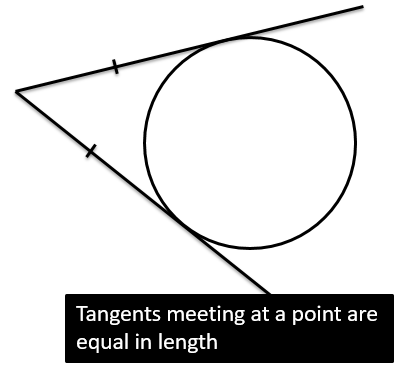 Tangents meeting at a point are
equal in length